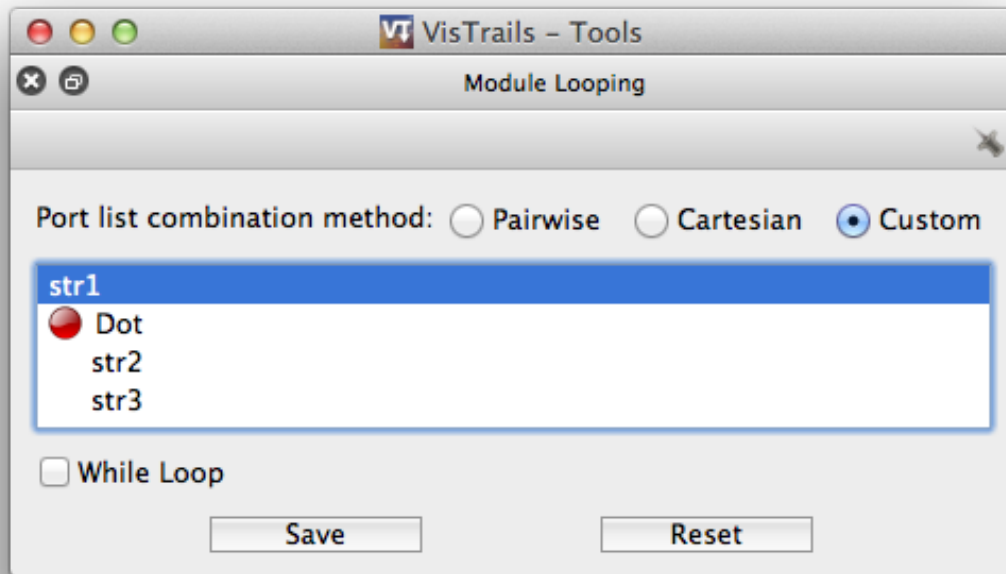 VT VisTrails – Tools
Module Looping
Port list combination method: Pairwise Cartesian Custom
str1
Dot
str2
str3
While Loop
Save Reset